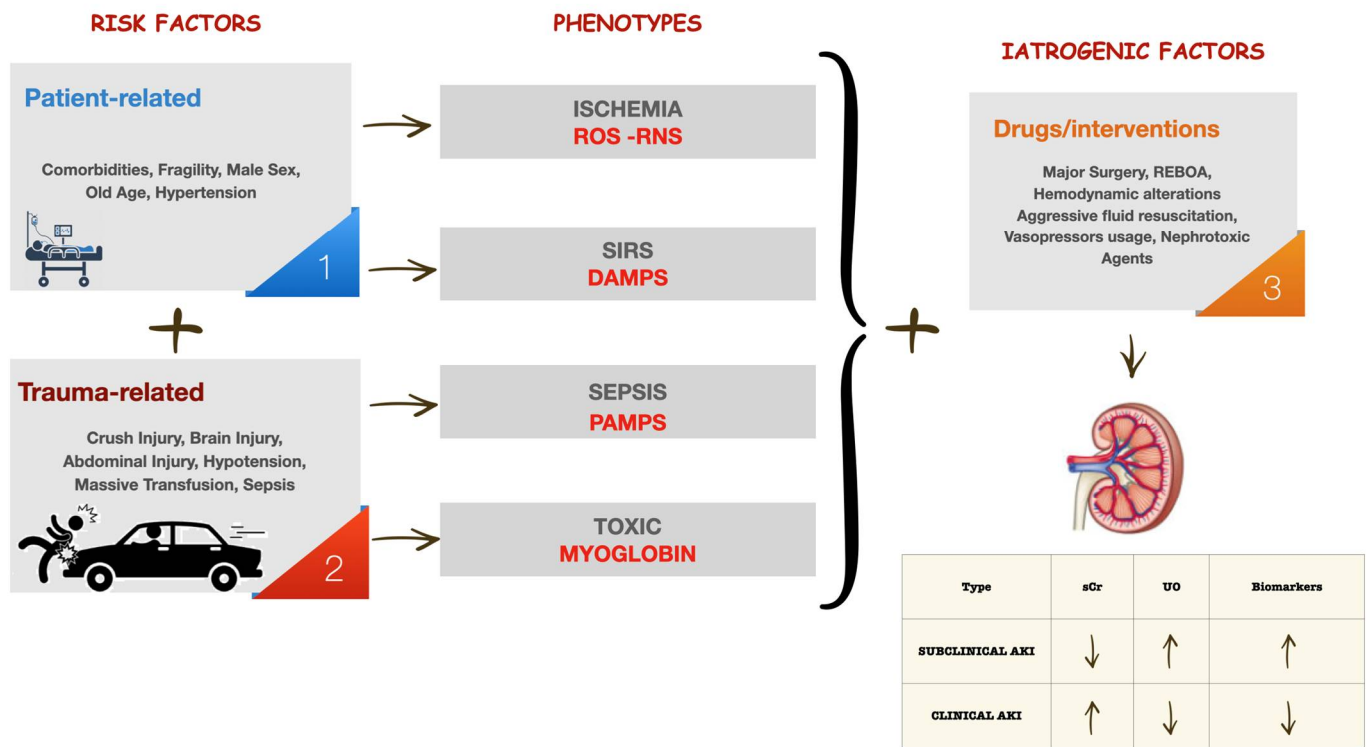 RISK FACTORS
Patient-related
Comorbidities, Fragility, Male Sex,
Old Age, Hypertension
1
Trauma-related
Crush Injury, Brain Injury,
Abdominal Injury, Hypotension,
Massive Transfusion, Sepsis
2
PHENOTYPES
ISCHEMIA
ROS -RNS
SIRS
DAMPS
SEPSIS
PAMPS
TOXIC
MYOGLOBIN
IATROGENIC FACTORS
Drugs/interventions
Major Surgery, REBOA,
Hemodynamic alterations
Aggressive fluid resuscitation,
Vasopressors usage, Nephrotoxic
Agents
3
Type sCr UO Biomarkers
SUBCLINICAL AKI ↓ ↑ ↑
CLINICAL AKI ↑ ↓ ↓